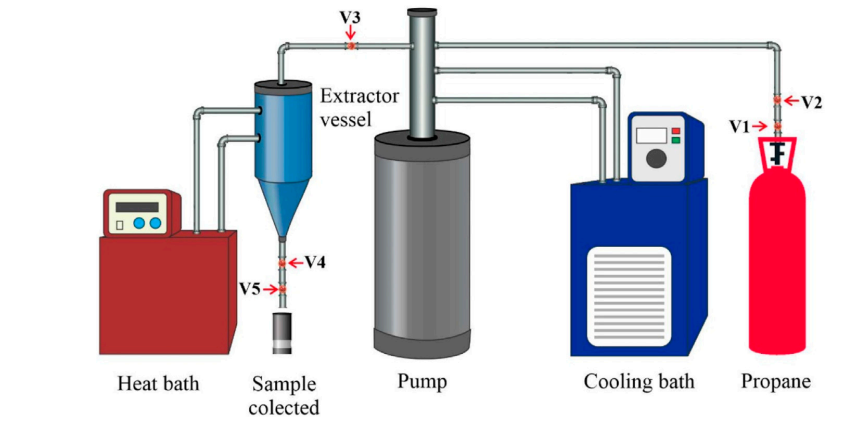 V3
Extractor
vessel
V2
V1
V4
V5
Heat bath
Sample
colected
Pump
Cooling bath
Propane